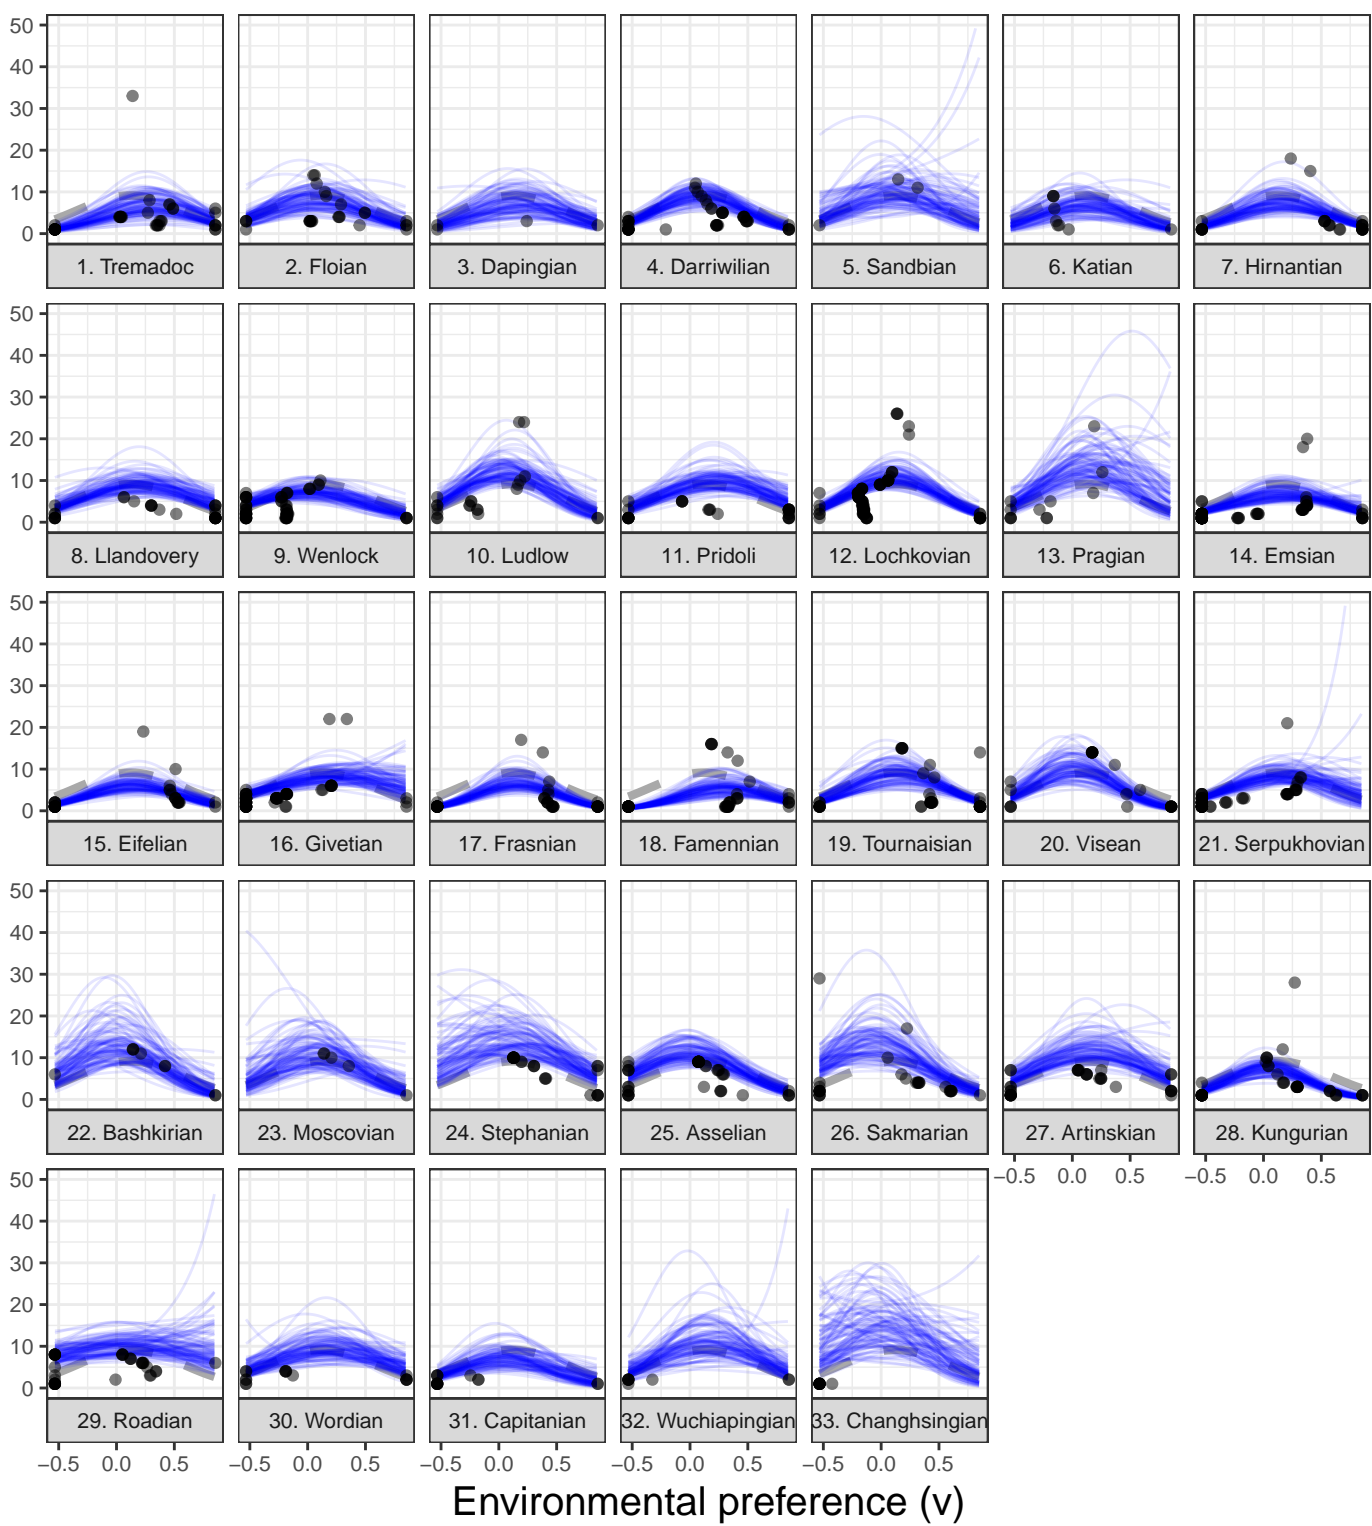 50
40
30
20
10
0
1. Tremadoc
2. Floian
3. Dapingian
4. Darriwilian
5. Sandbian
6. Katian
7. Hirnantian
50
40
30
20
10
0
8. Llandovery
9. Wenlock
10. Ludlow
11. Pridoli
12. Lochkovian
13. Pragian
14. Emsian
50
40
30
20
10
0
15. Eifelian
16. Givetian
17. Frasnian
18. Famennian
19. Tournaisian
20. Visean
21. Serpukhovian
50
40
30
20
10
0
22. Bashkirian
23. Moscovian
24. Stephanian
25. Asselian
26. Sakmarian
27. Artinskian
28. Kungurian
−0.5 0.0 0.5
−0.5 0.0 0.5
50
40
30
20
10
0
29. Roadian
30. Wordian
31. Capitanian
32. Wuchiapingian
33. Changhsingian
−0.5 0.0 0.5
−0.5 0.0 0.5
−0.5 0.0 0.5
−0.5 0.0 0.5
−0.5 0.0 0.5
Environmental preference (v)